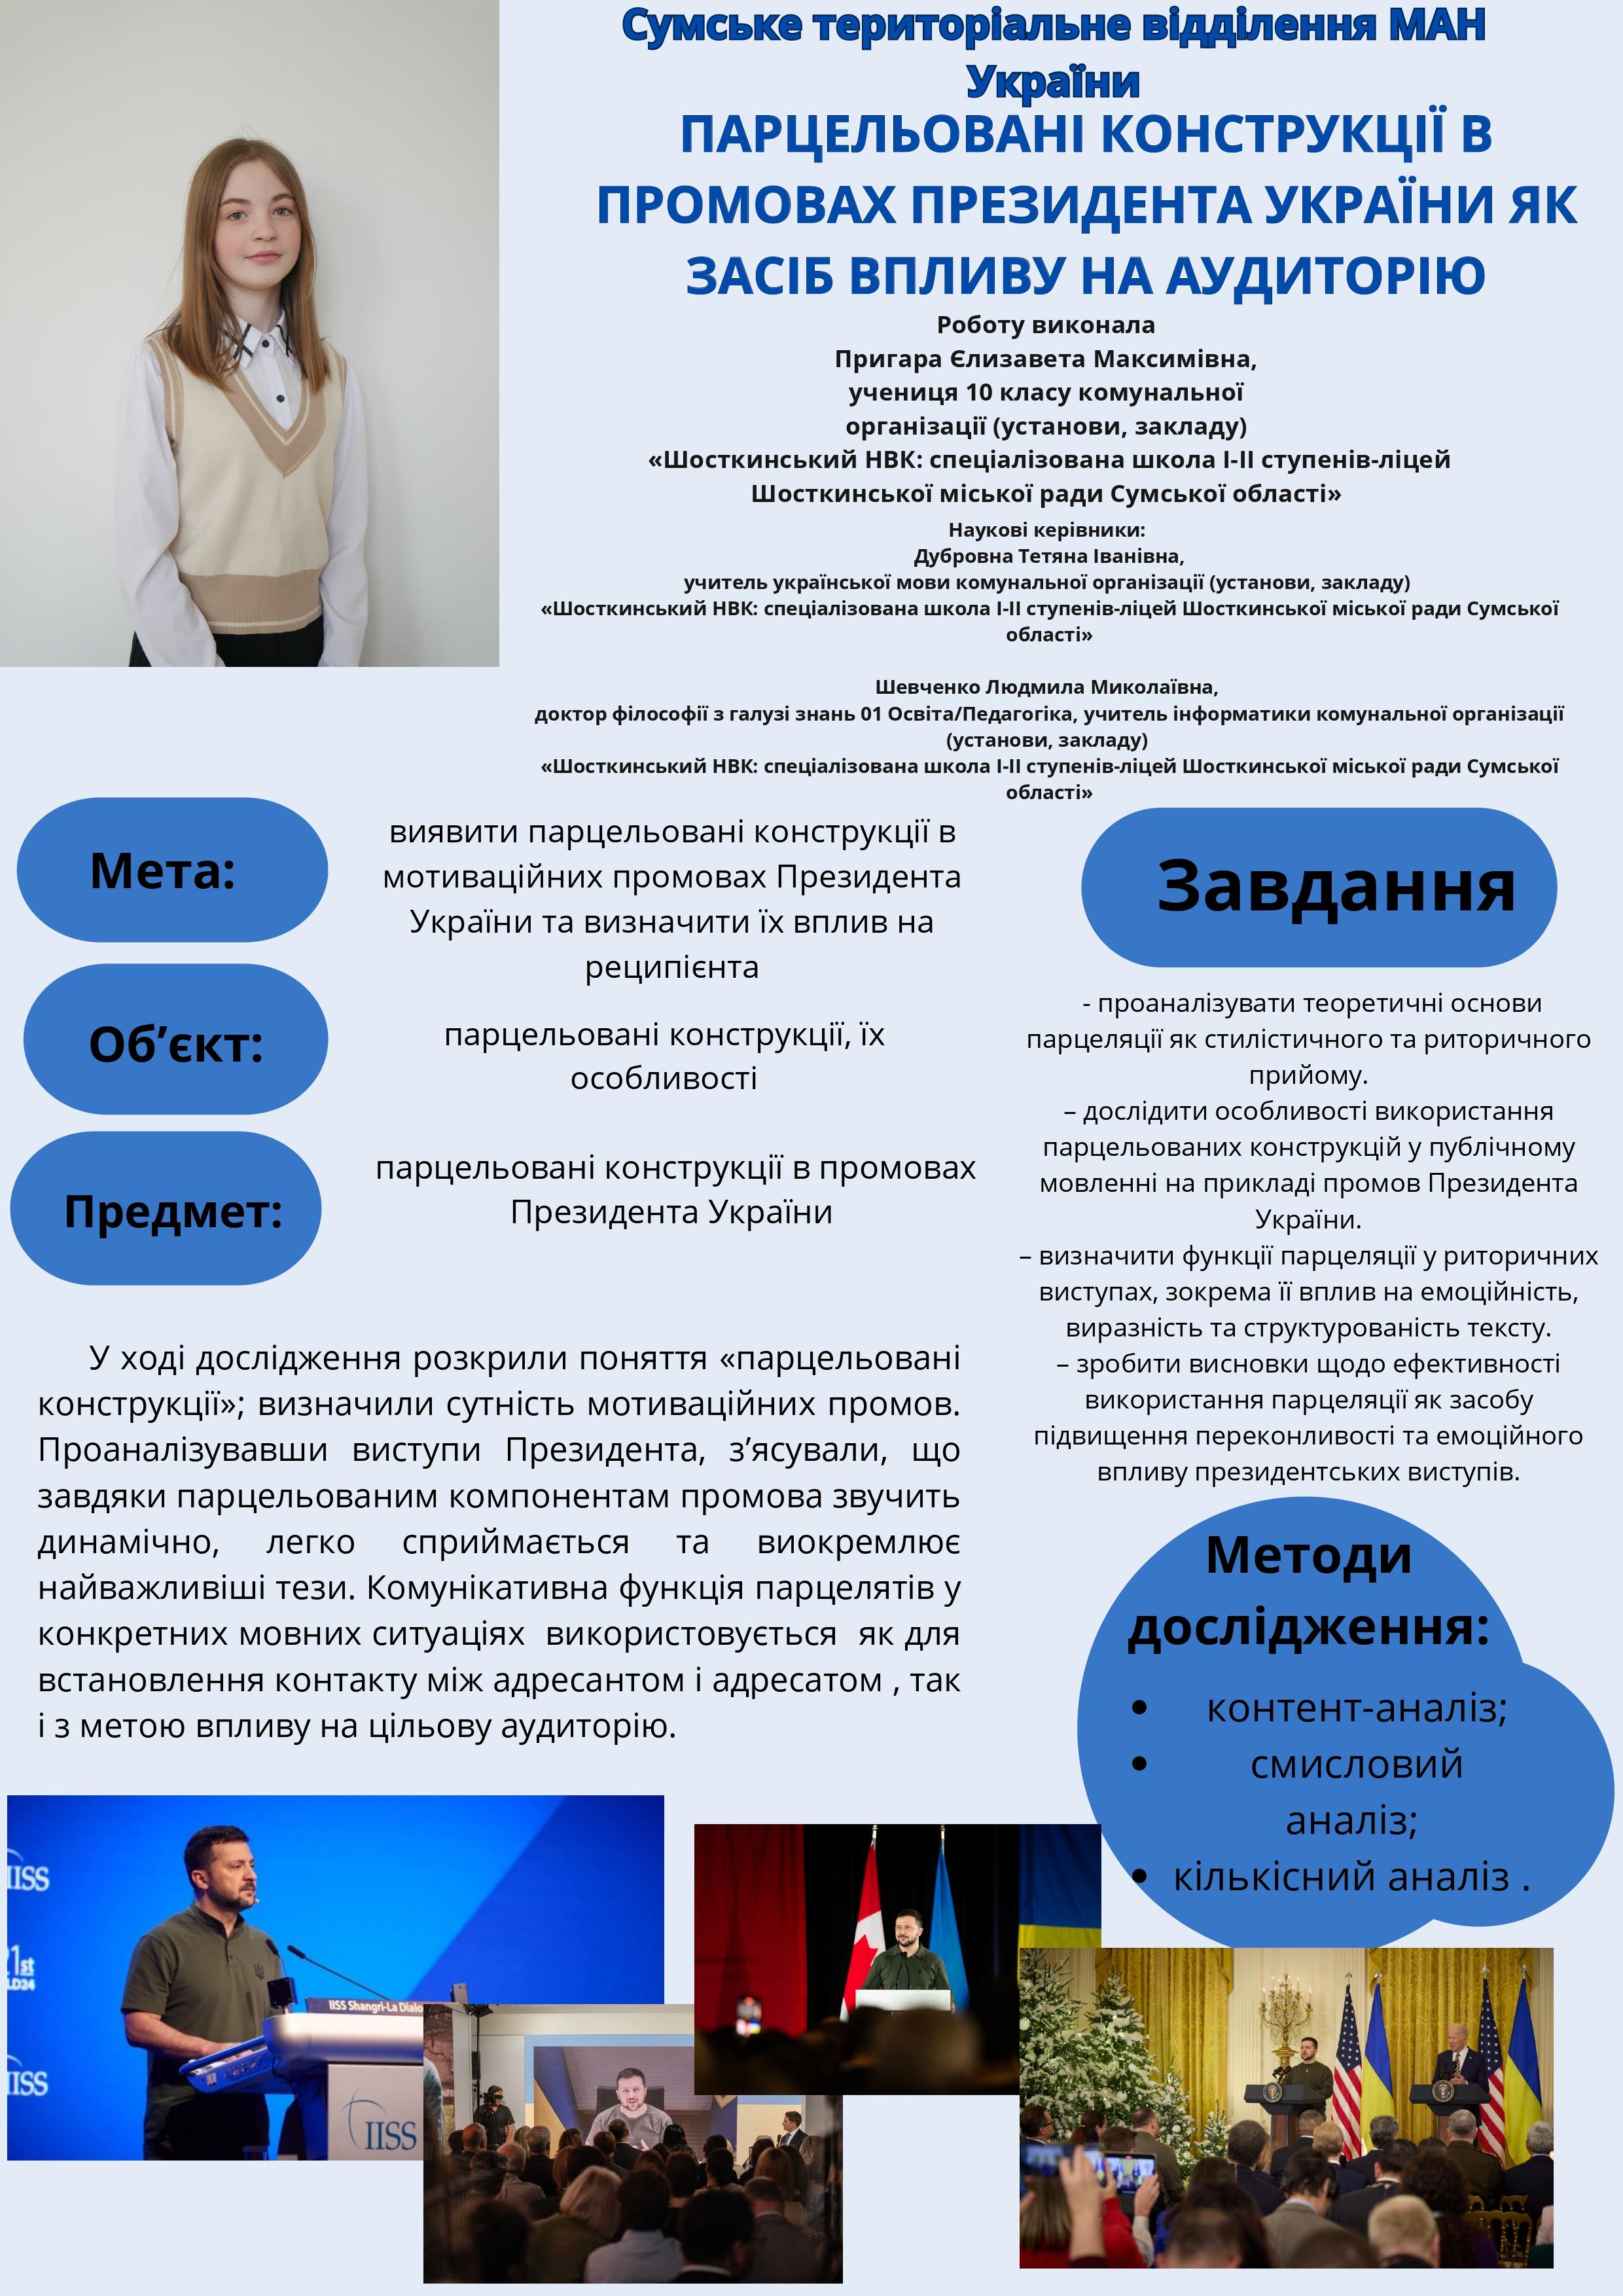 Сумське територіальне відділення МАН
України
ПАРЦЕЛЬОВАНІ КОНСТРУКЦІЇ В
ПРОМОВАХ ПРЕЗИДЕНТА УКРАЇНИ ЯК
ЗАСІБ ВПЛИВУ НА АУДИТОРІЮ
Роботу виконала
Пригара Єлизавета Максимівна,
учениця 10 класу комунальної
організації (установи, закладу)
«Шосткинський НВК: спеціалізована школа І-ІІ ступенів-ліцей
Шосткинської міської ради Сумської області»
Наукові керівники:
Дубровна Тетяна Іванівна,
учитель української мови комунальної організації (установи, закладу)
«Шосткинський НВК: спеціалізована школа І-ІІ ступенів-ліцей Шосткинської міської ради Сумської
області»
Шевченко Людмила Миколаївна,
доктор філософії з галузі знань 01 Освіта/Педагогіка, учитель інформатики комунальної організації
(установи, закладу)
«Шосткинський НВК: спеціалізована школа І-ІІ ступенів-ліцей Шосткинської міської ради Сумської
області»
Мета:
виявити парцельовані конструкції в
мотиваційних промовах Президента
України та визначити їх вплив на
реципієнта
Об’єкт:
парцельовані конструкції, їх
особливості
Предмет:
парцельовані конструкції в промовах
Президента України
Завдання
- проаналізувати теоретичні основи
парцеляції як стилістичного та риторичного
прийому.
– дослідити особливості використання
парцельованих конструкцій у публічному
мовленні на прикладі промов Президента
України.
– визначити функції парцеляції у риторичних
виступах, зокрема її вплив на емоційність,
виразність та структурованість тексту.
– зробити висновки щодо ефективності
використання парцеляції як засобу
підвищення переконливості та емоційного
впливу президентських виступів.
У ході дослідження розкрили поняття «парцельовані
конструкції»; визначили сутність мотиваційних промов.
Проаналізувавши виступи Президента, з’ясували, що
завдяки парцельованим компонентам промова звучить
динамічно, легко сприймається та виокремлює
найважливіші тези. Комунікативна функція парцелятів у
конкретних мовних ситуаціях використовується як для
встановлення контакту між адресантом і адресатом , так
і з метою впливу на цільову аудиторію.
Методи
дослідження:
• контент-аналіз;
• смисловий
аналіз;
• кількісний аналіз .
IISS
21st
IISS
IISS Shangri-La
IISS